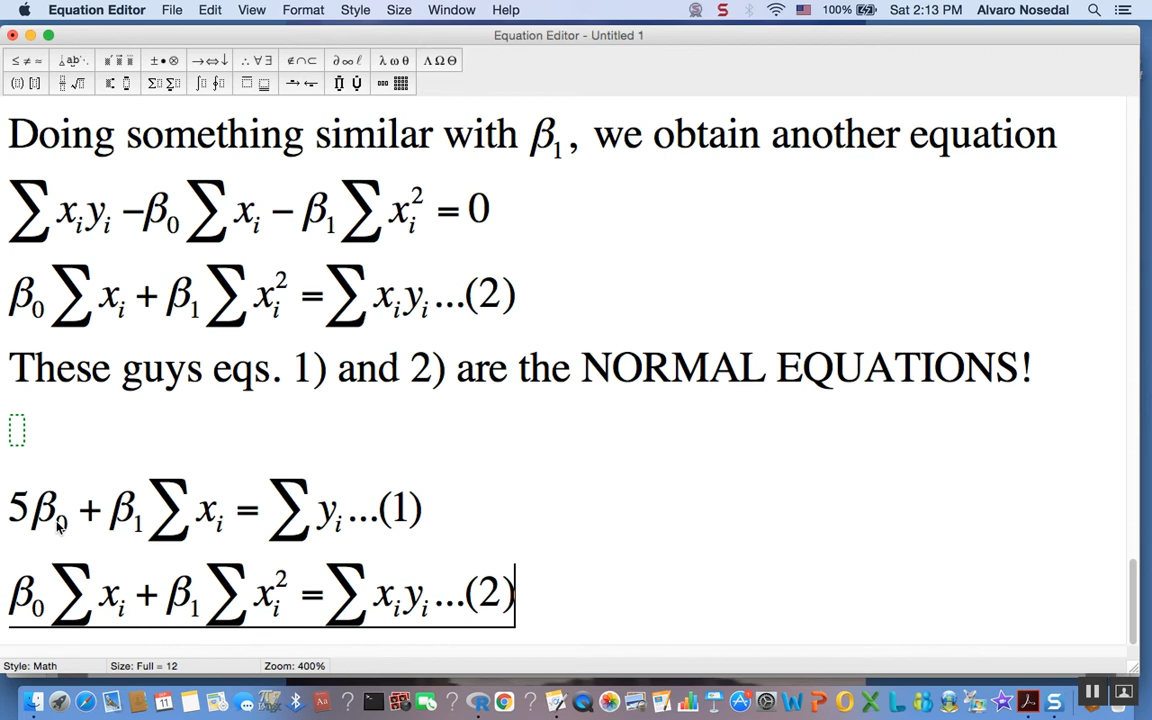 Equation Editor File Edit View Format Style Size Window Help 100% Sat 2:13 PM Alvaro Nosedal
Equation Editor - Untitled 1
Doing something similar with β₁, we obtain another equation
∑xᵢyᵢ −β₀∑xᵢ − β₁∑xᵢ² = 0
β₀∑xᵢ + β₁∑xᵢ² =∑xᵢyᵢ...(2)
These guys eqs. 1) and 2) are the NORMAL EQUATIONS!
5β₀ + β₁∑xᵢ = ∑yᵢ...(1)
β₀∑xᵢ + β₁∑xᵢ² =∑xᵢyᵢ...(2)
Style: Math Size: Full = 12 Zoom: 400%